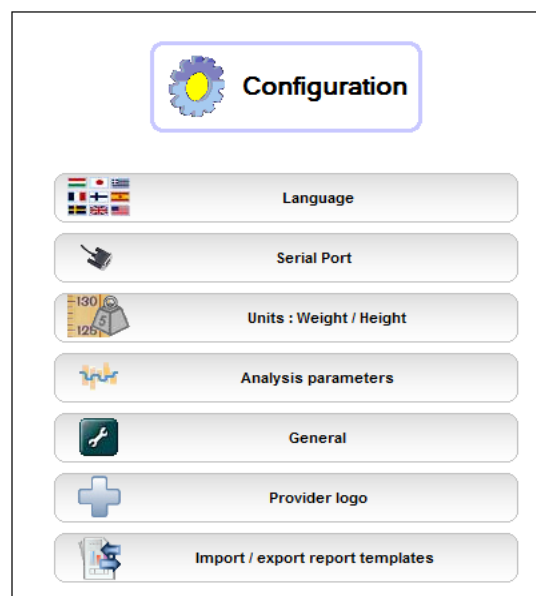 Configuration
Language
Serial Port
130
5
125
Units : Weight / Height
Analysis parameters
General
Provider logo
Import / export report templates